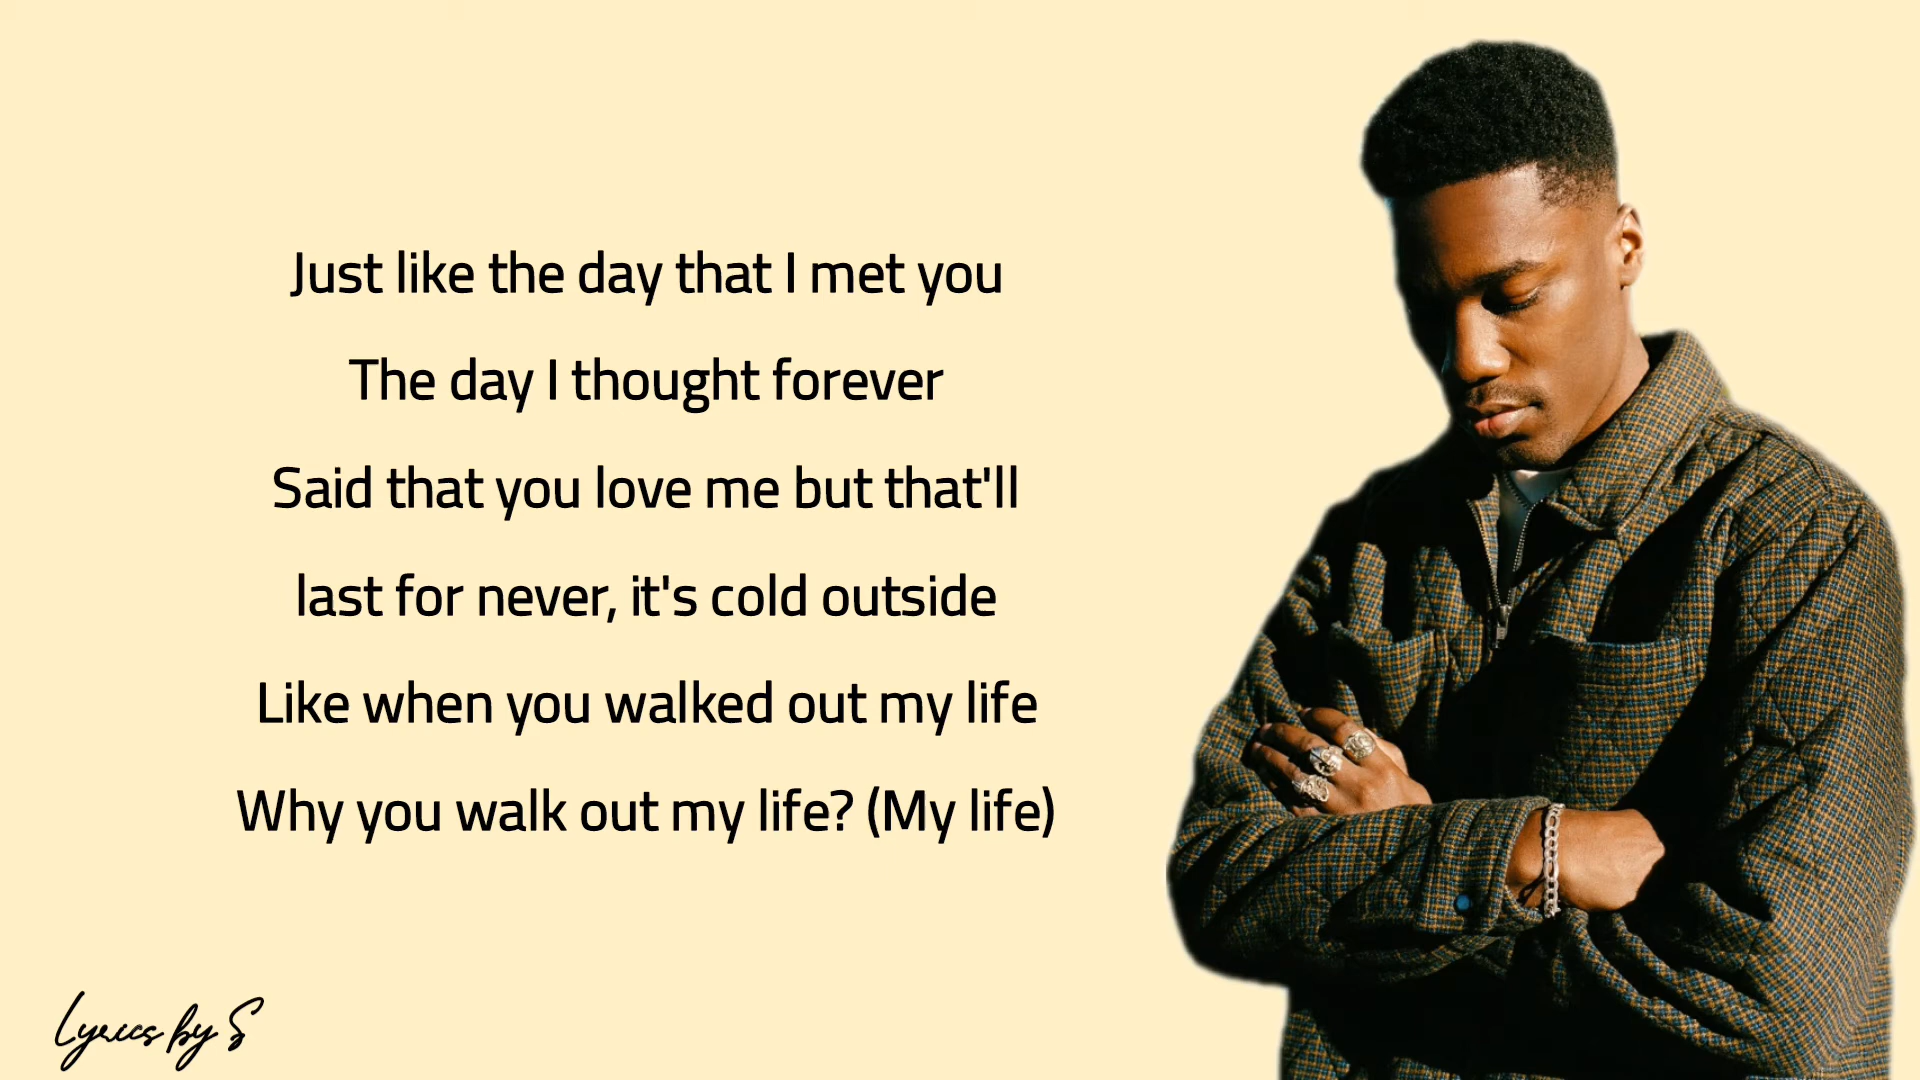 Just like the day that I met you
The day I thought forever
Said that you love me but that'll
last for never, it's cold outside
Like when you walked out my life
Why you walk out my life? (My life)
Lyrics by S